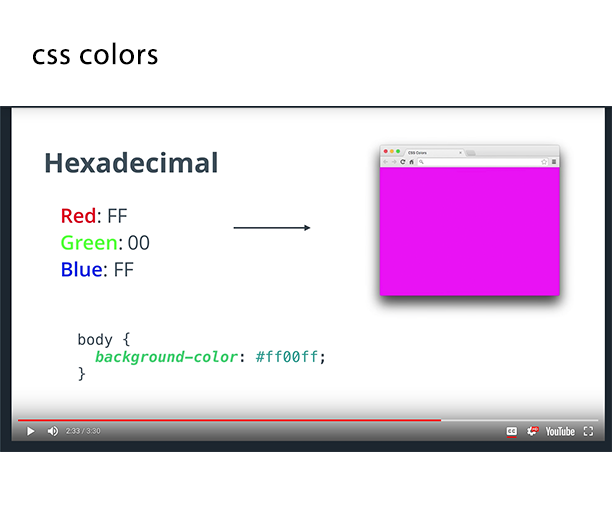 css colors
Hexadecimal
CSS Colors
Red: FF
Green: 00
Blue: FF
body {
background-color: #ff00ff;
}
2:33 / 3:30
CC
HD
YouTube